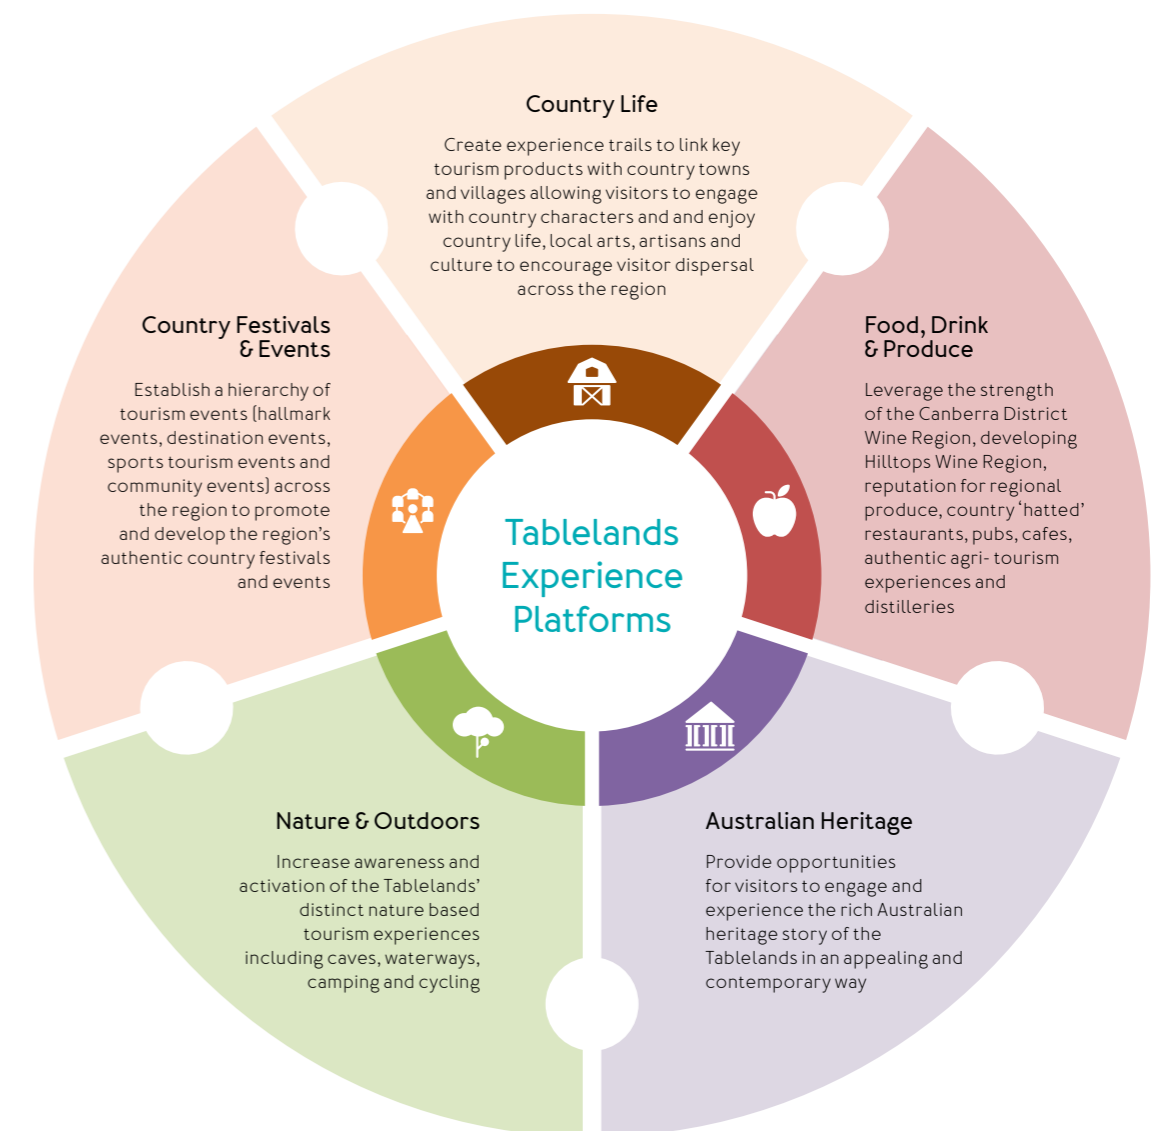 Country Life
Create experience trails to link key
tourism products with country towns
and villages allowing visitors to engage
with country characters and and enjoy
country life, local arts, artisans and
culture to encourage visitor dispersal
across the region
Country Festivals
& Events
Establish a hierarchy of
tourism events (hallmark
events, destination events,
sports tourism events and
community events) across
the region to promote
and develop the region's
authentic country festivals
and events
Food, Drink
& Produce
Leverage the strength
of the Canberra District
Wine Region, developing
Hilltops Wine Region,
reputation for regional
produce, country ‘hatted’
restaurants, pubs, cafes,
authentic agri- tourism
experiences and
distilleries
Tablelands
Experience
Platforms
Nature & Outdoors
Increase awareness and
activation of the Tablelands’
distinct nature based
tourism experiences
including caves, waterways,
camping and cycling
Australian Heritage
Provide opportunities
for visitors to engage and
experience the rich Australian
heritage story of the
Tablelands in an appealing and
contemporary way